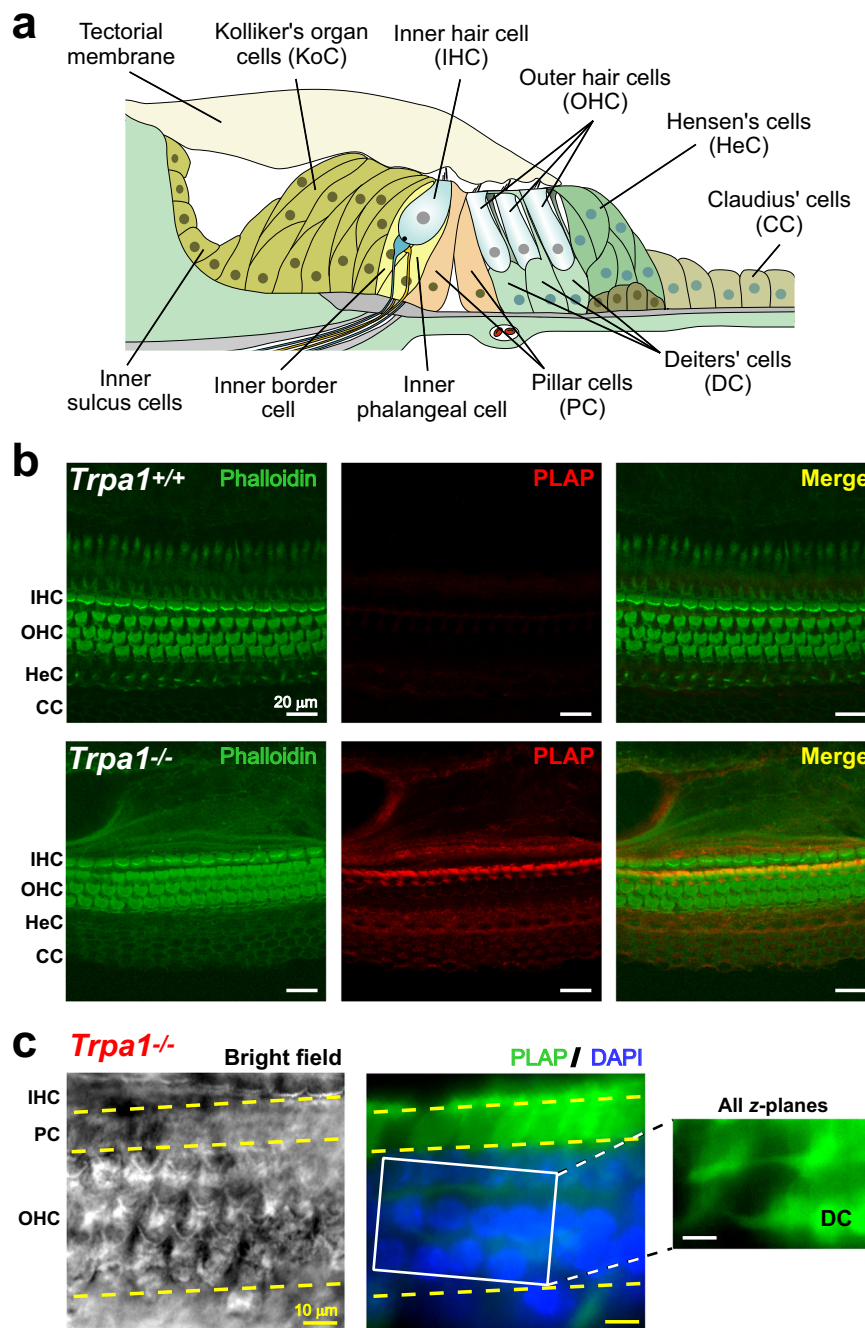 a
Tectorial
membrane
Kolliker's organ
cells (KoC)
Inner hair cell
(IHC)
Outer hair cells
(OHC)
Hensen's cells
(HeC)
Claudius' cells
(CC)
Inner
sulcus cells
Inner border
cell
Inner
phalangeal cell
Pillar cells
(PC)
Deiters' cells
(DC)
b
Trpa1+/+ Phalloidin
PLAP
Merge
IHC
OHC
HeC
CC
20 μm
Trpa1-/- Phalloidin
PLAP
Merge
IHC
OHC
HeC
CC
c
Trpa1-/-
Bright field
PLAP / DAPI
IHC
PC
OHC
10 μm
All z-planes
DC